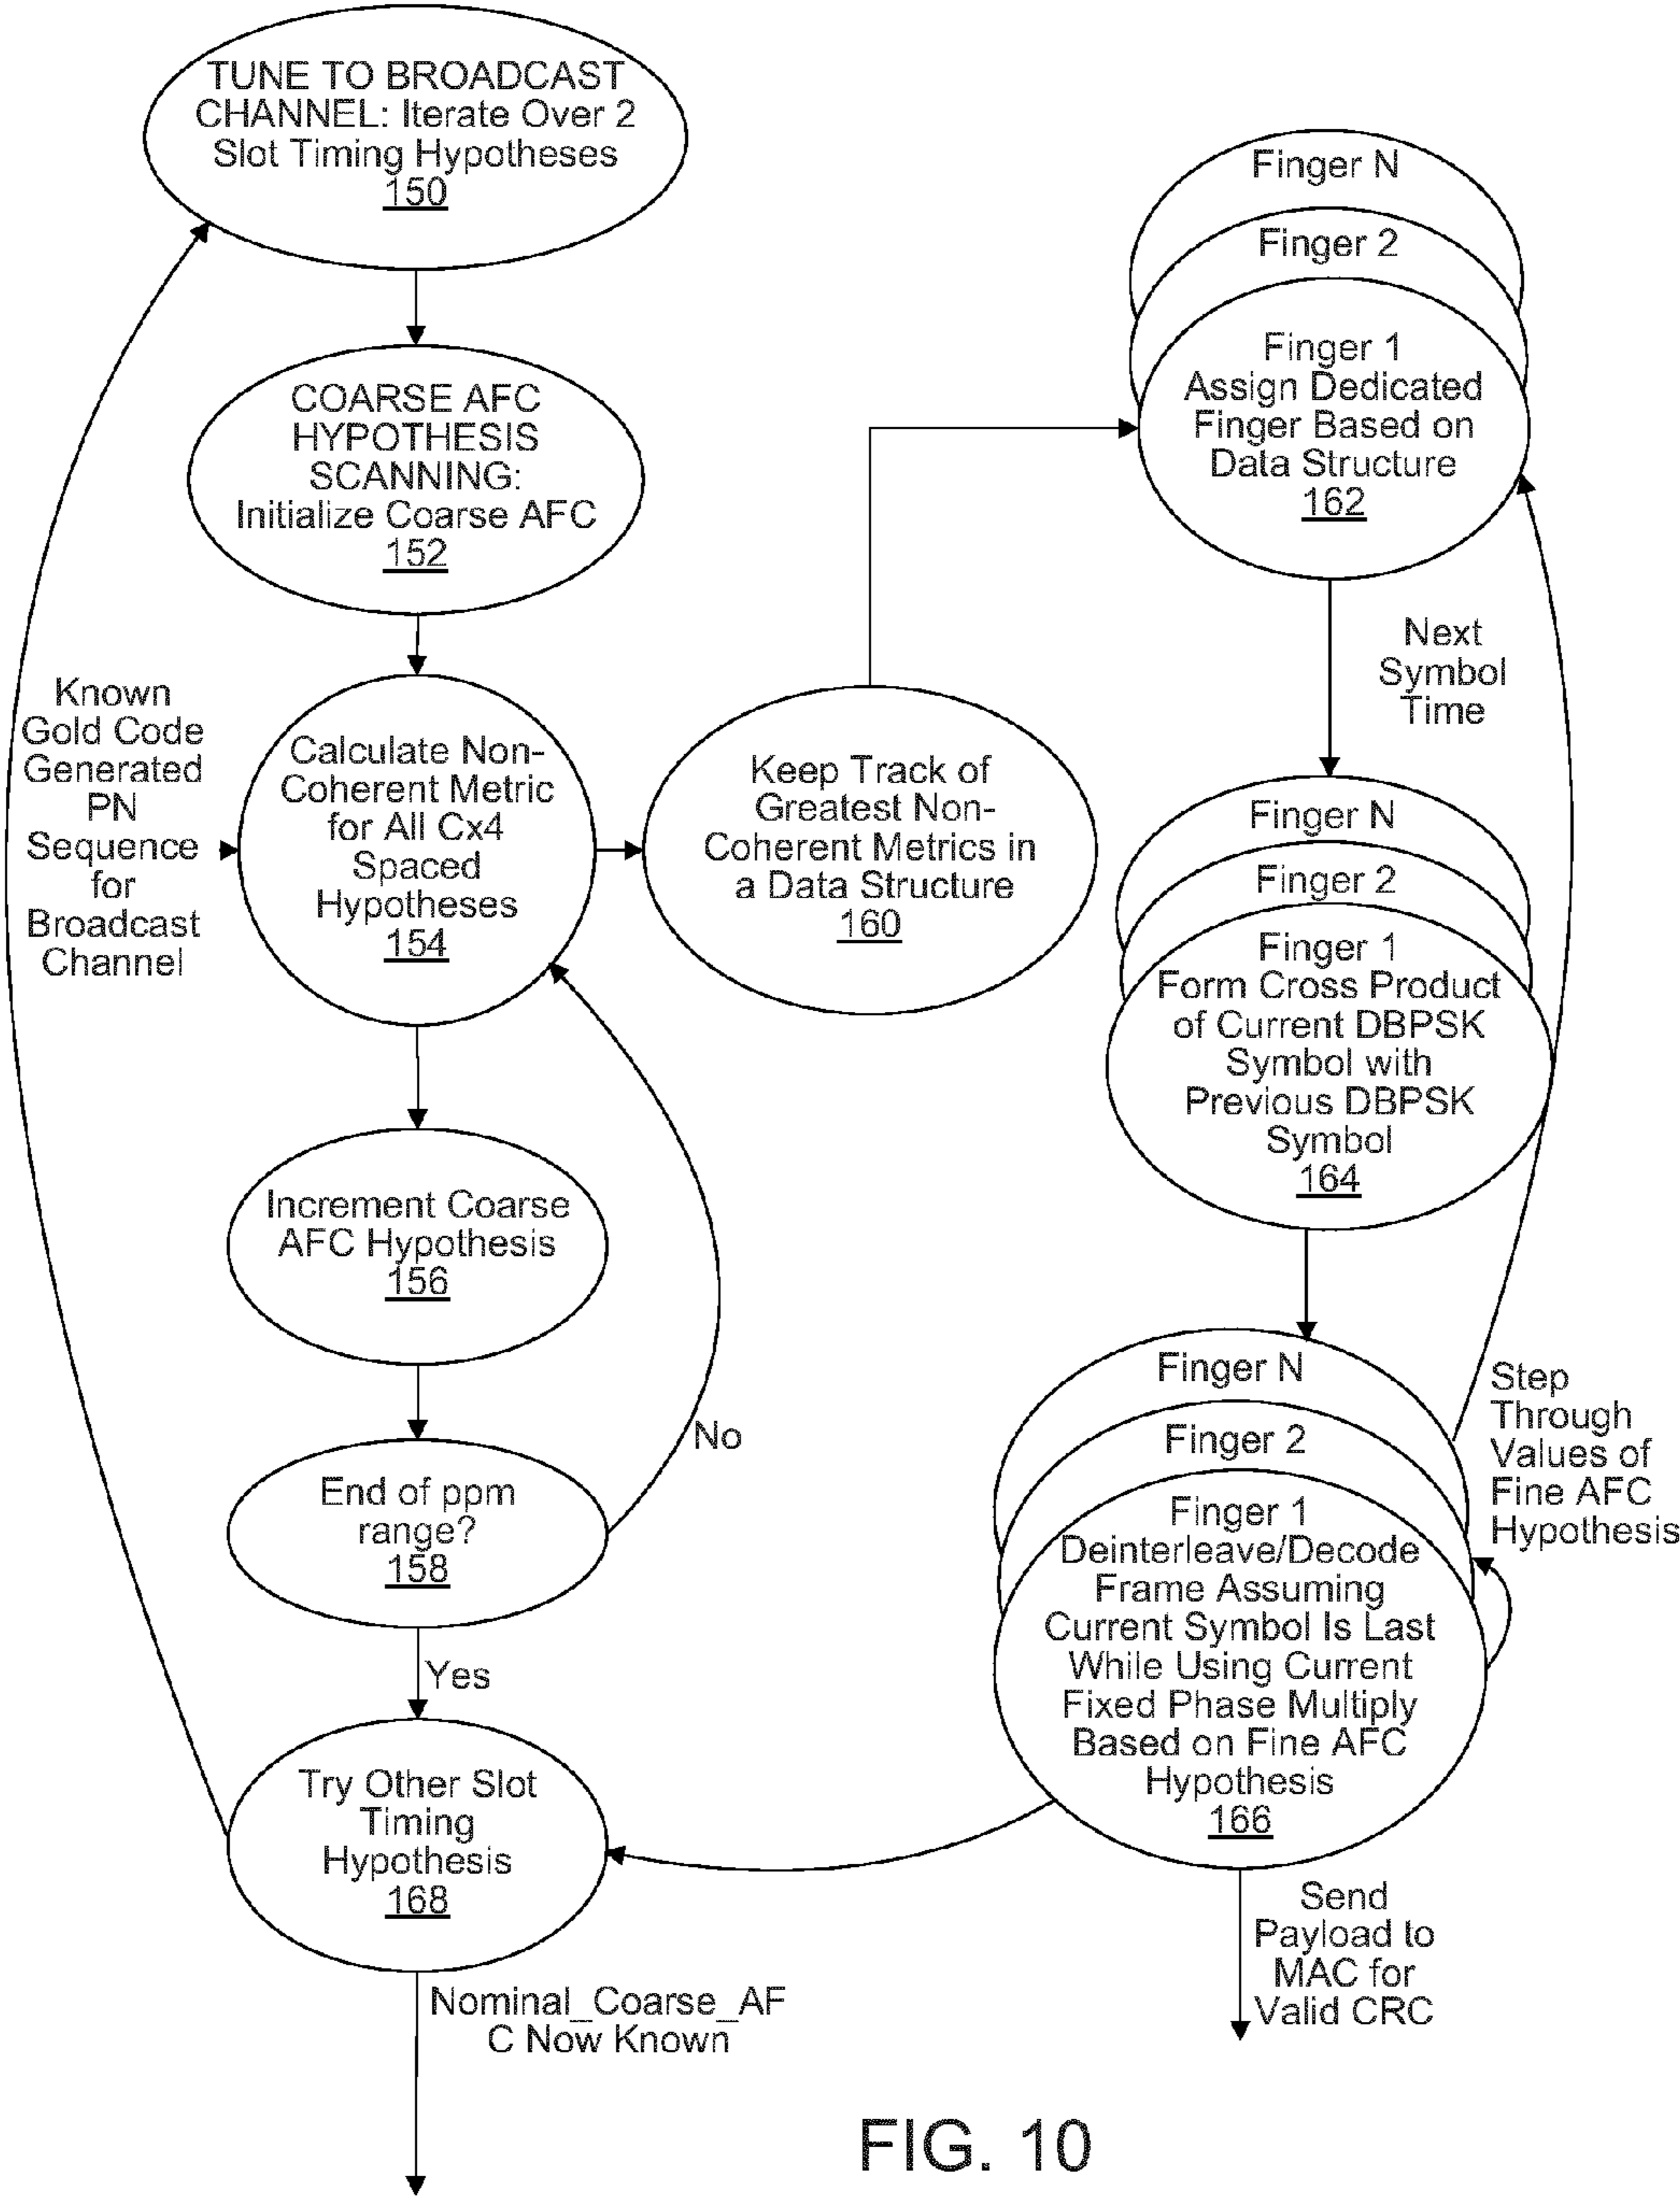 TUNE TO BROADCAST
CHANNEL: Iterate Over 2
Slot Timing Hypotheses
150
COARSE AFC
HYPOTHESIS
SCANNING:
Initialize Coarse AFC
152
Known
Gold Code
Generated
PN
Sequence
for
Broadcast
Channel
Calculate Non-
Coherent Metric
for All Cx4
Spaced
Hypotheses
154
Increment Coarse
AFC Hypothesis
156
End of ppm
range?
158
No
Yes
Try Other Slot
Timing
Hypothesis
168
Nominal_Coarse_AF
C Now Known
Keep Track of
Greatest Non-
Coherent Metrics in
a Data Structure
160
Finger N
Finger 2
Finger 1
Assign Dedicated
Finger Based on
Data Structure
162
Next
Symbol
Time
Finger N
Finger 2
Finger 1
Form Cross Product
of Current DBPSK
Symbol with
Previous DBPSK
Symbol
164
Finger N
Finger 2
Finger 1
Deinterleave/Decode
Frame Assuming
Current Symbol Is Last
While Using Current
Fixed Phase Multiply
Based on Fine AFC
Hypothesis
166
Step
Through
Values of
Fine AFC
Hypothesis
Send
Payload to
MAC for
Valid CRC
FIG. 10